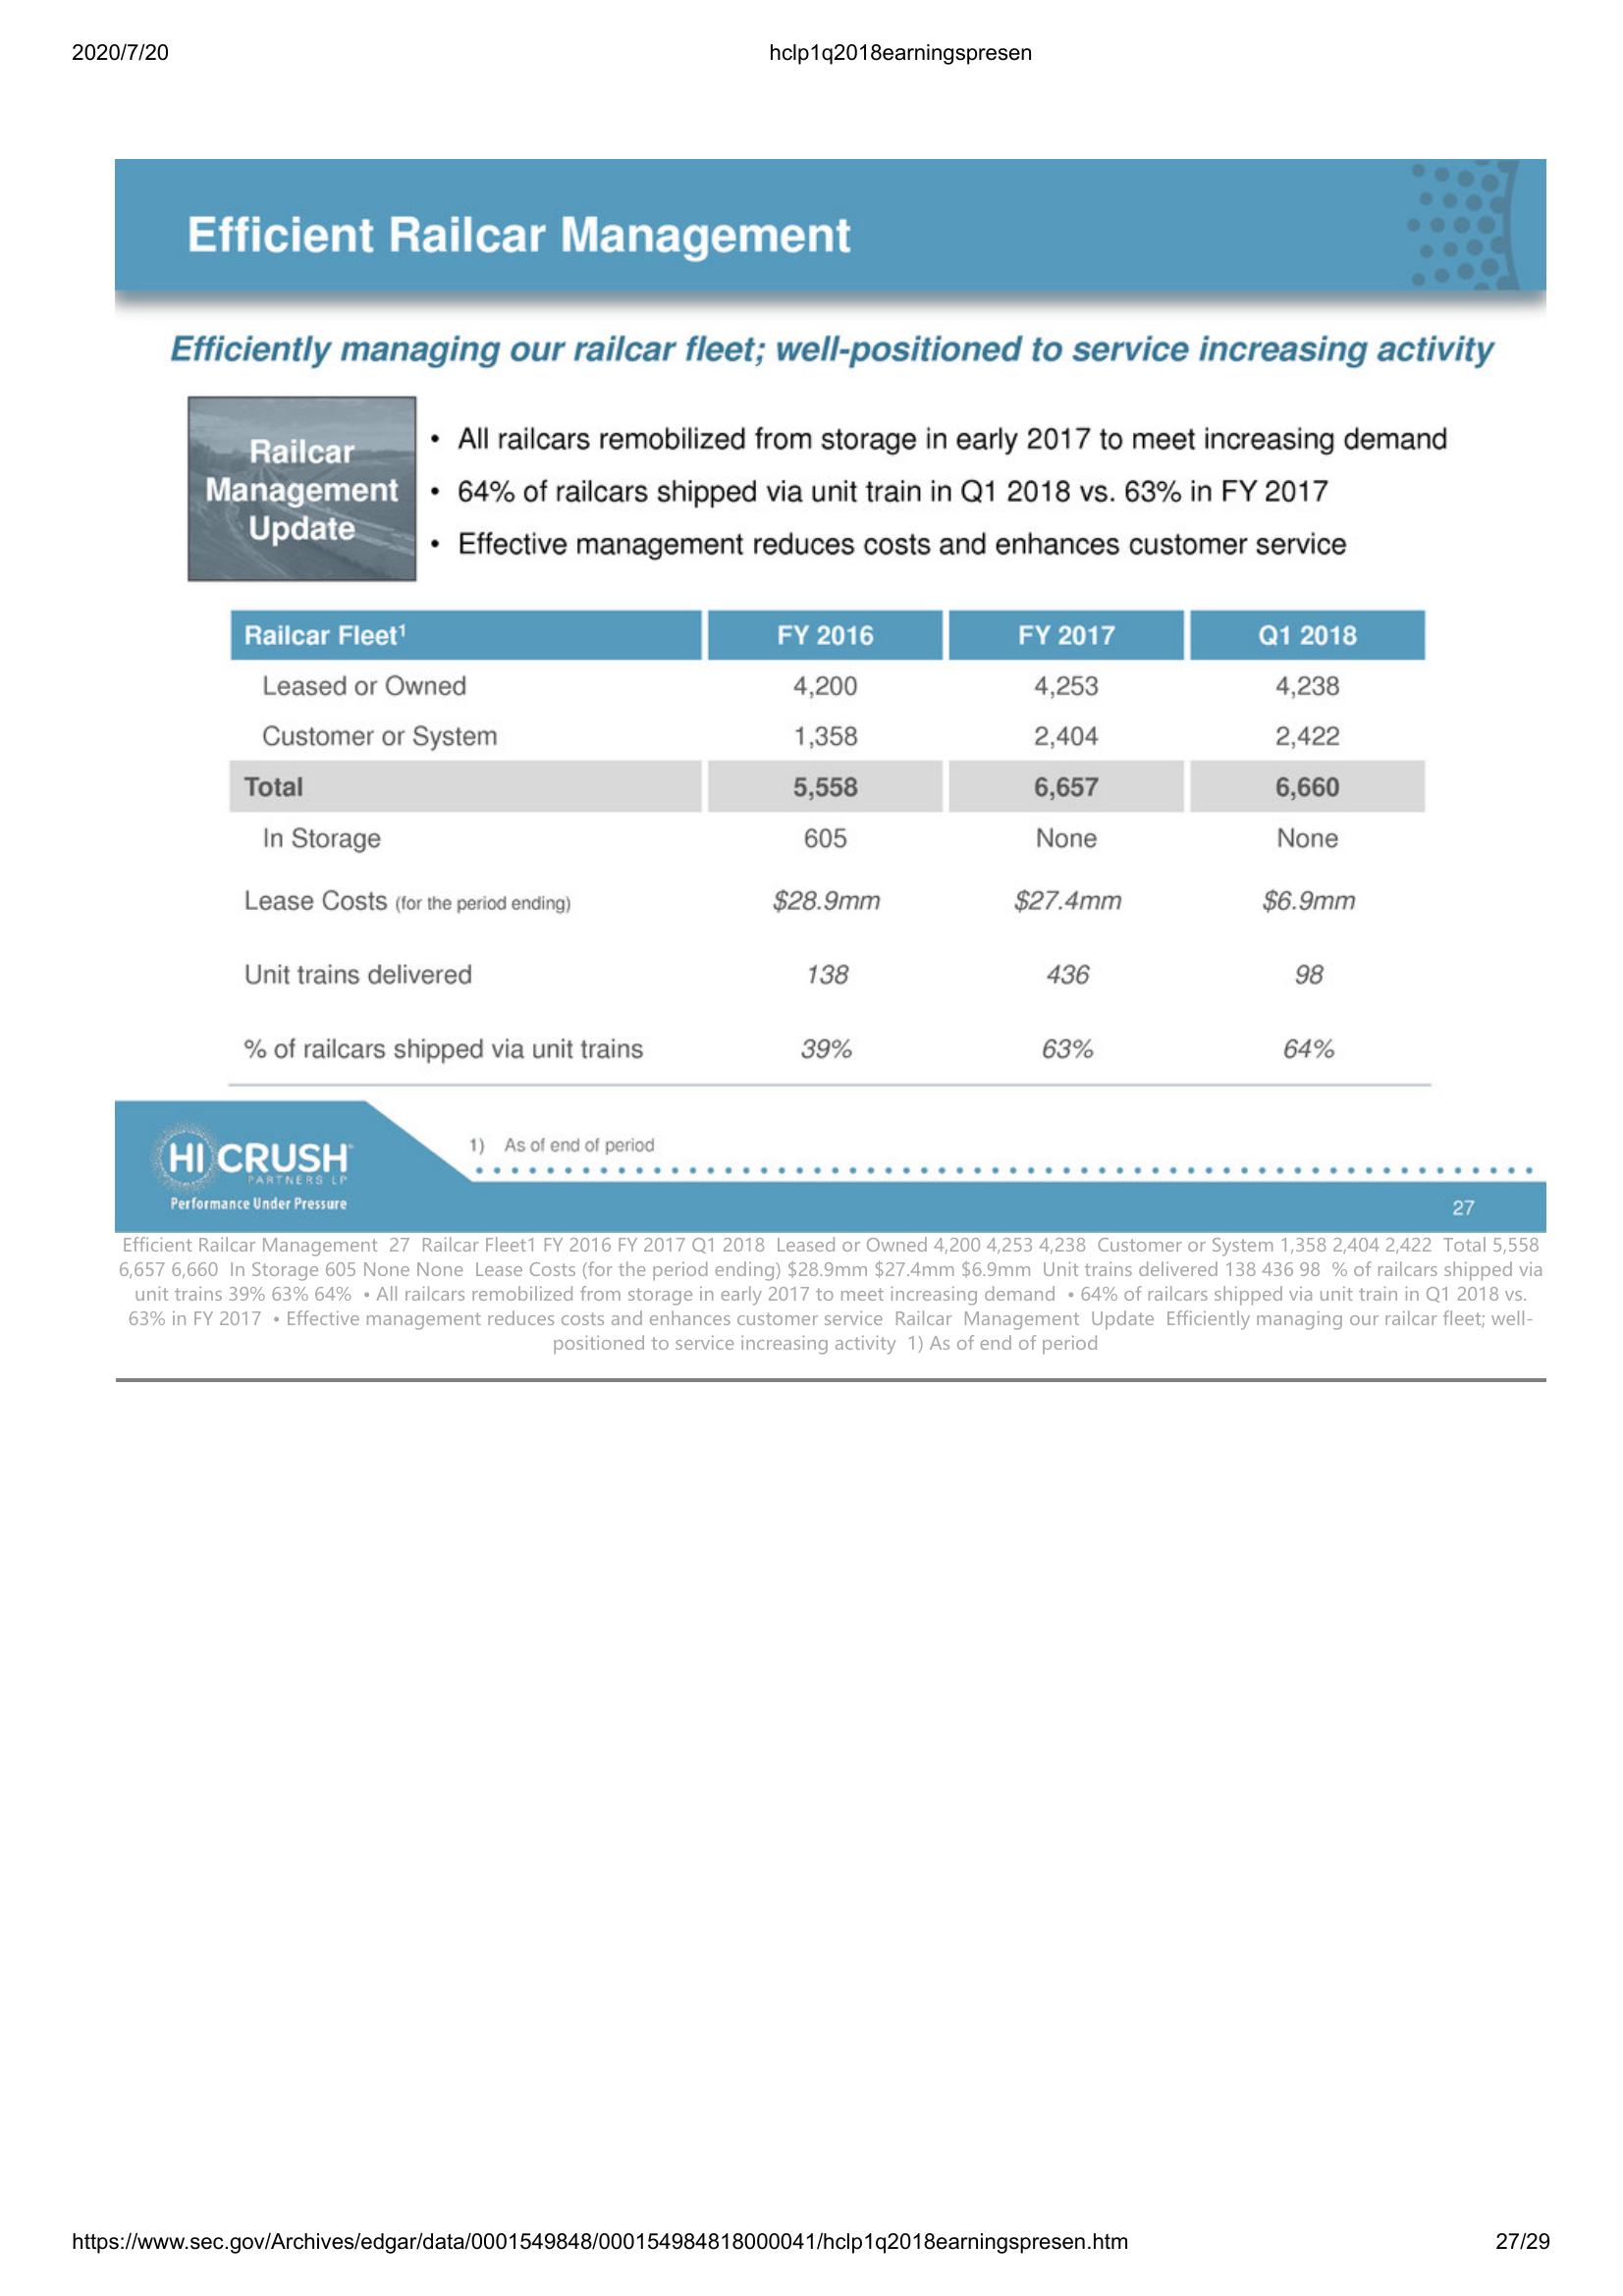 2020/7/20 hclp1q2018earningspresen
Efficient Railcar Management
Efficiently managing our railcar fleet; well-positioned to service increasing activity
Railcar
Management
Update
• All railcars remobilized from storage in early 2017 to meet increasing demand
• 64% of railcars shipped via unit train in Q1 2018 vs. 63% in FY 2017
• Effective management reduces costs and enhances customer service
Railcar Fleet1 FY 2016 FY 2017 Q1 2018
Leased or Owned 4,200 4,253 4,238
Customer or System 1,358 2,404 2,422
Total 5,558 6,657 6,660
In Storage 605 None None
Lease Costs (for the period ending) $28.9mm $27.4mm $6.9mm
Unit trains delivered 138 436 98
% of railcars shipped via unit trains 39% 63% 64%
1) As of end of period
HI CRUSH
PARTNERS LP
Performance Under Pressure
27
Efficient Railcar Management 27 Railcar Fleet1 FY 2016 FY 2017 Q1 2018 Leased or Owned 4,200 4,253 4,238 Customer or System 1,358 2,404 2,422 Total 5,558
6,657 6,660 In Storage 605 None None Lease Costs (for the period ending) $28.9mm $27.4mm $6.9mm Unit trains delivered 138 436 98 % of railcars shipped via
unit trains 39% 63% 64% • All railcars remobilized from storage in early 2017 to meet increasing demand • 64% of railcars shipped via unit train in Q1 2018 vs.
63% in FY 2017 • Effective management reduces costs and enhances customer service Railcar Management Update Efficiently managing our railcar fleet; well-
positioned to service increasing activity 1) As of end of period
https://www.sec.gov/Archives/edgar/data/0001549848/000154984818000041/hclp1q2018earningspresen.htm 27/29